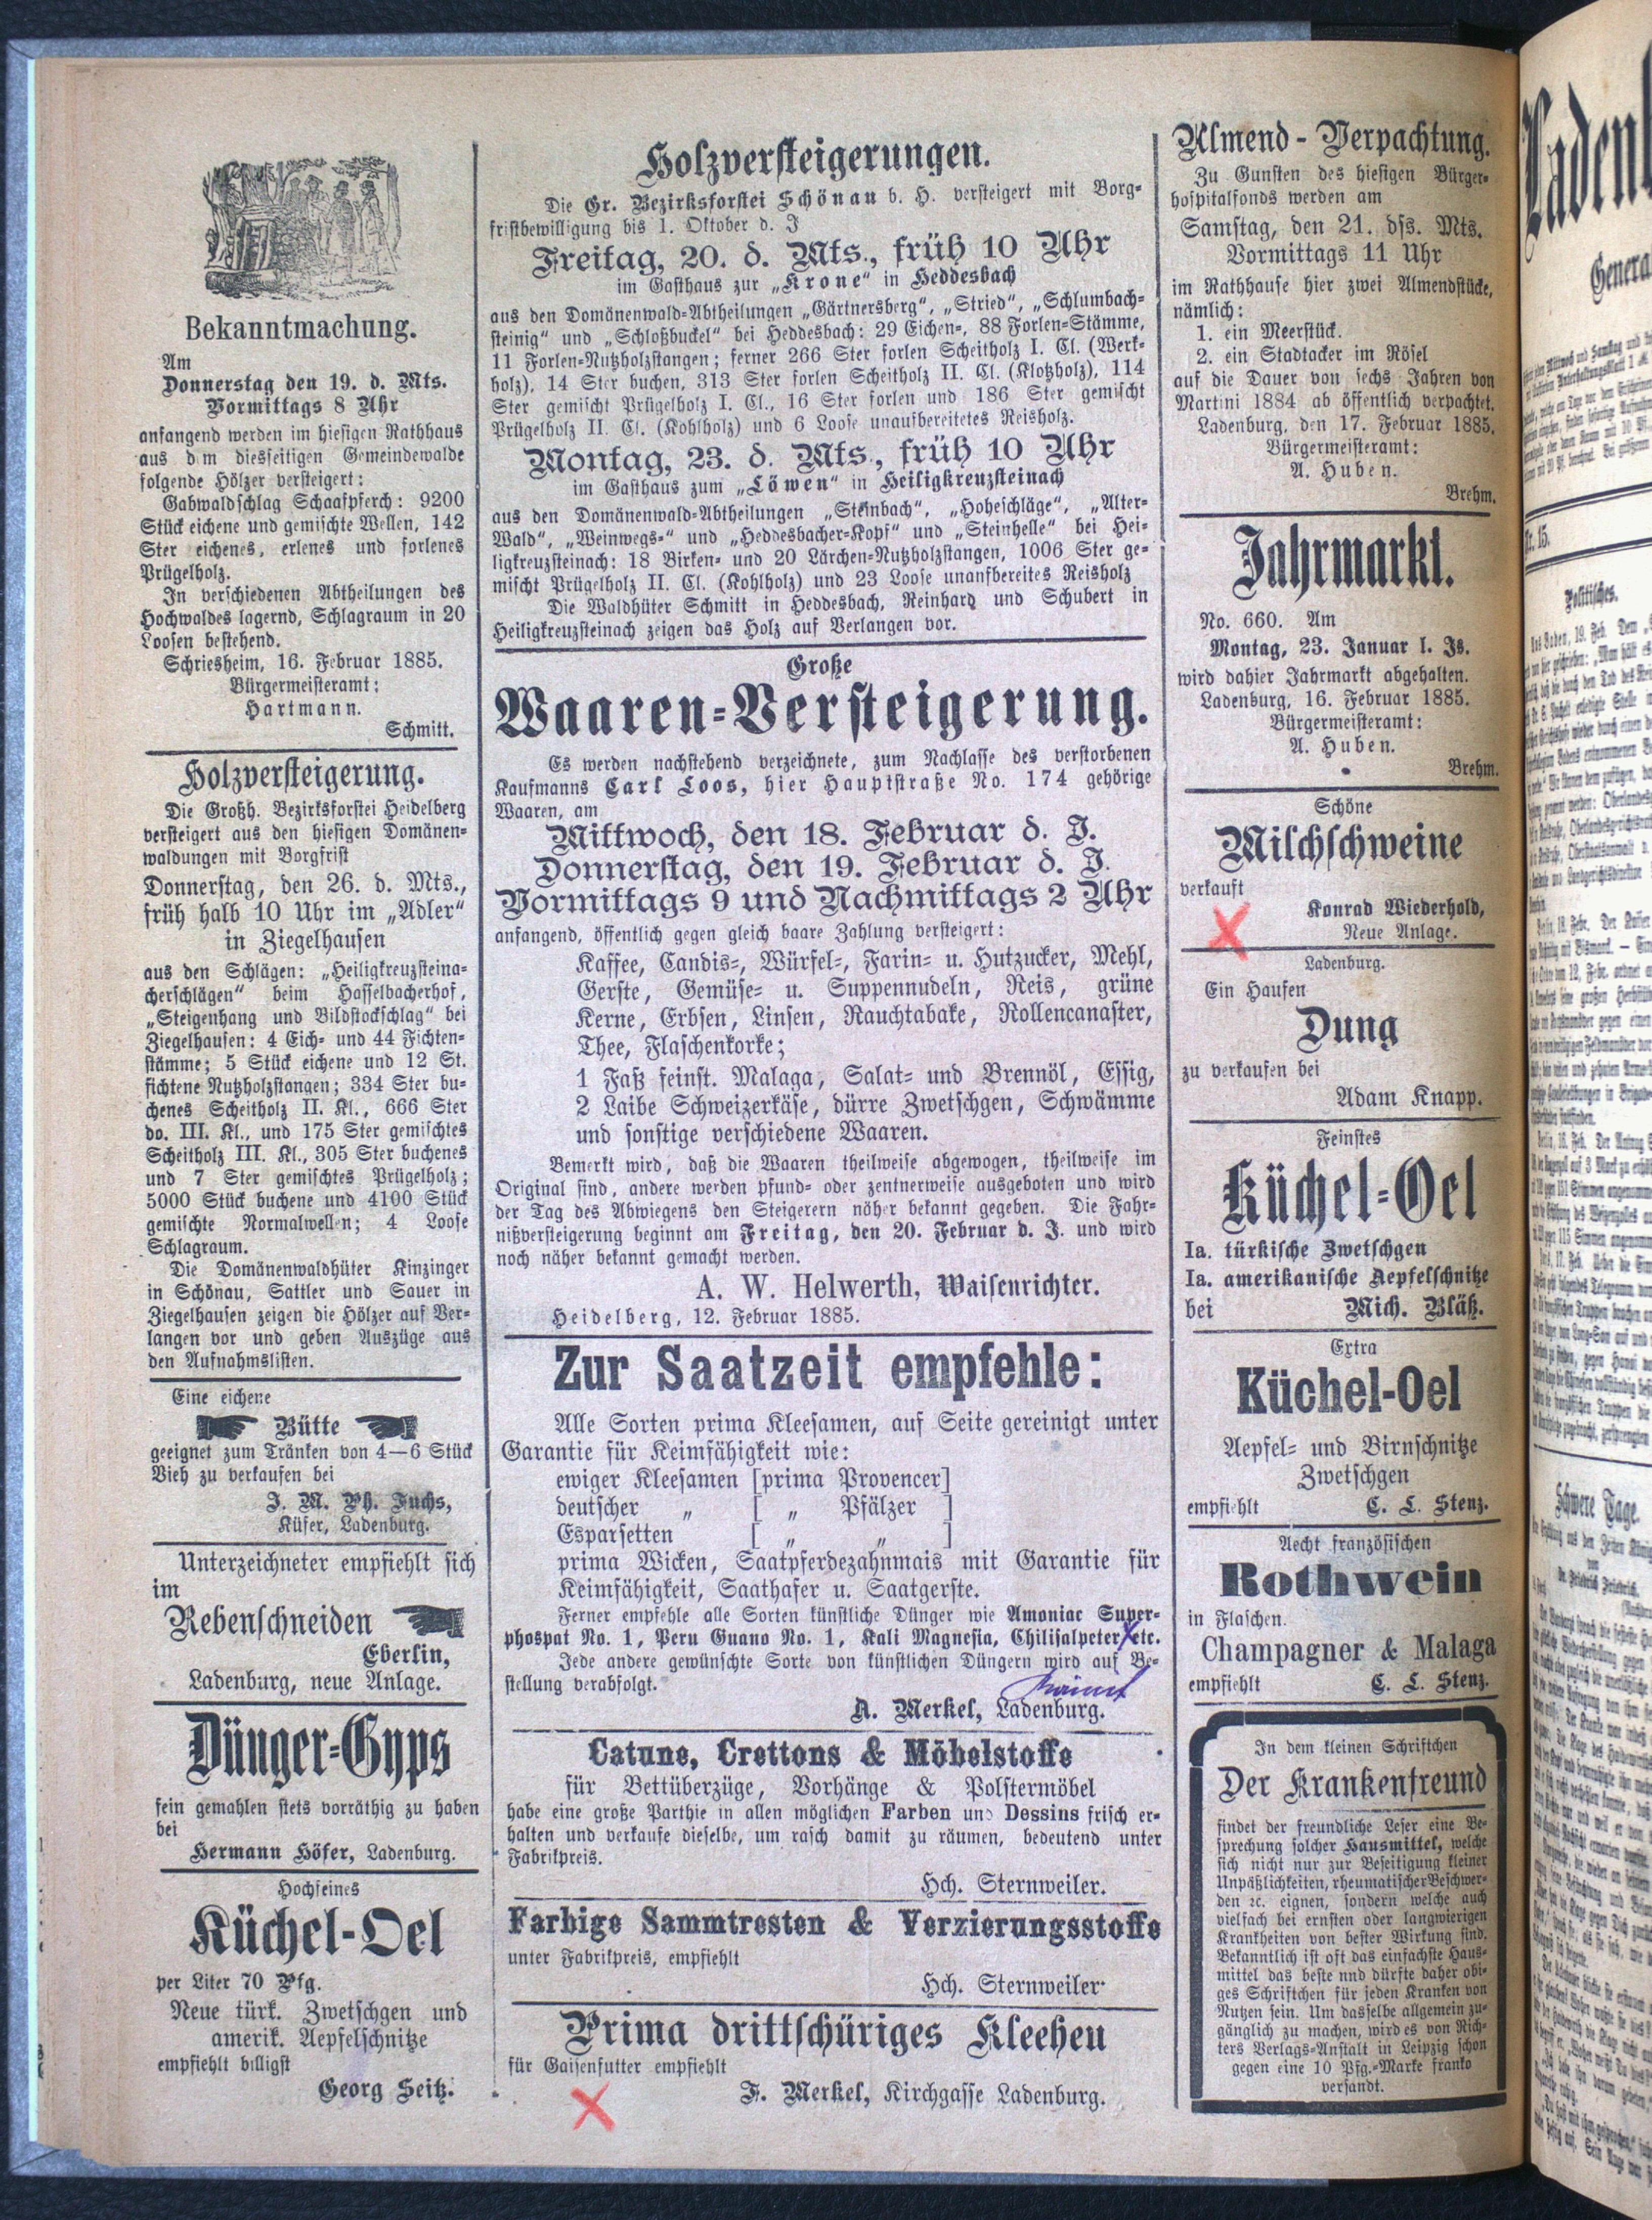 Bekanntmachung.
Am
Donnerstag den 19. d. Mts.
Vormittags 8 Uhr
anfangend werden im hiesigen Rathhaus
aus dem diesseitigen Gemeindewalde
folgende Hölzer versteigert:
Gabwaldschlag Schaafpferch: 9200
Stück eichene und gemischte Wellen, 142
Ster eichenes, erlenes und forlenes
Prügelholz.
In verschiedenen Abtheilungen des
Hochwaldes lagernd, Schlagraum in 20
Loosen bestehend.
Schriesheim, 16. Februar 1885.
Bürgermeisteramt:
Hartmann.
Schmitt.
Holzversteigerung.
Die Großh. Bezirksforstei Heidelberg
versteigert aus den hiesigen Domänen-
waldungen mit Borgfrist
Donnerstag, den 26. d. Mts.,
früh halb 10 Uhr im „Adler“
in Ziegelhausen
aus den Schlägen: „Heiligkreuzsteina-
cherschlägen“ beim Hasselbacherhof,
„Steigenhang und Bildstockschlag“ bei
Ziegelhausen: 4 Eich- und 44 Fichten-
stämme; 5 Stück eichene und 12 St.
fichtene Nutzholzstangen; 334 Ster bu-
chenes Scheitholz II. Kl., 666 Ster
do. III. Kl., und 175 Ster gemischtes
Scheitholz III. Kl., 305 Ster buchenes
und 7 Ster gemischtes Prügelholz;
5000 Stück buchene und 4100 Stück
gemischte Normalwellen; 4 Loose
Schlagraum.
Die Domänenwaldhüter Kinzinger
in Schönau, Sattler und Sauer in
Ziegelhausen zeigen die Hölzer auf Ver-
langen vor und geben Auszüge aus
den Aufnahmslisten.
Eine eichene
Bütte
geeignet zum Tränken von 4—6 Stück
Vieh zu verkaufen bei
J. M. Ph. Fuchs,
Küfer, Ladenburg.
Unterzeichneter empfiehlt sich
im
Rebenschneiden
Eberlin,
Ladenburg, neue Anlage.
Dünger-Gyps
fein gemahlen stets vorräthig zu haben
bei
Hermann Höfer, Ladenburg.
Hochfeines
Küchel-Oel
per Liter 70 Pfg.
Neue türk. Zwetschgen und
amerik. Aepfelschnitze
empfiehlt billigst
Georg Seitz.
Holzversteigerungen.
Die Gr. Bezirksforstei Schönau b. H. versteigert mit Borg-
fristbewilligung bis 1. Oktober d. J
Freitag, 20. d. Mts., früh 10 Uhr
im Gasthaus zur „Krone“ in Heddesbach
aus den Domänenwald-Abtheilungen „Gärtnersberg“, „Stried“, „Schlumbach-
steinig“ und „Schloßbuckel“ bei Heddesbach: 29 Eichen-, 88 Forlen-Stämme,
11 Forlen-Nutzholzstangen; ferner 266 Ster forlen Scheitholz I. Cl. (Werk-
holz), 14 Ster buchen, 313 Ster forlen Scheitholz II. Cl. (Klotzholz), 114
Ster gemischt Prügelholz I. Cl., 16 Ster forlen und 186 Ster gemischt
Prügelholz II. Cl. (Kohlholz) und 6 Loose unaufbereitetes Reisholz.
Montag, 23. d. Mts., früh 10 Uhr
im Gasthaus zum „Löwen“ in Heiligkreuzsteinach
aus den Domänenwald-Abtheilungen „Steinbach“, „Hoheschläge“, „Alter-
Wald“, „Weinwegs-“ und „Heddesbacher-Kopf“ und „Steinhelle“ bei Hei-
ligkreuzsteinach: 18 Birken- und 20 Lärchen-Nutzholzstangen, 1006 Ster ge-
mischt Prügelholz II. Cl. (Kohlholz) und 23 Loose unanfbereites Reisholz
Die Waldhüter Schmitt in Heddesbach, Reinhard und Schubert in
Heiligkreuzsteinach zeigen das Holz auf Verlangen vor.
Große
Waaren-Versteigerung.
Es werden nachstehend verzeichnete, zum Nachlasse des verstorbenen
Kaufmanns Carl Loos, hier Hauptstraße No. 174 gehörige
Waaren, am
Mittwoch, den 18. Februar d. J.
Donnerstag, den 19. Februar d. J.
Vormittags 9 und Nachmittags 2 Uhr
anfangend, öffentlich gegen gleich baare Zahlung versteigert:
Kaffee, Candis-, Würfel-, Farin- u. Hutzucker, Mehl,
Gerste, Gemüse- u. Suppennudeln, Reis, grüne
Kerne, Erbsen, Linsen, Rauchtabake, Rollencanaster,
Thee, Flaschenkorke;
1 Faß feinst. Malaga, Salat- und Brennöl, Essig,
2 Laibe Schweizerkäse, dürre Zwetschgen, Schwämme
und sonstige verschiedene Waaren.
Bemerkt wird, daß die Waaren theilweise abgewogen, theilweise im
Original sind, andere werden pfund- oder zentnerweise ausgeboten und wird
der Tag des Abwiegens den Steigerern näher bekannt gegeben. Die Fahr-
nißversteigerung beginnt am Freitag, den 20. Februar d. J. und wird
noch näher bekannt gemacht werden.
A. W. Helwerth, Waisenrichter.
Heidelberg, 12. Februar 1885.
Zur Saatzeit empfehle:
Alle Sorten prima Kleesamen, auf Seite gereinigt unter
Garantie für Keimfähigkeit wie:
ewiger Kleesamen [prima Provencer]
deutscher „ [ „ Pfälzer ]
Esparsetten [ „ „ ]
prima Wicken, Saatpferdezahnmais mit Garantie für
Keimfähigkeit, Saathafer u. Saatgerste.
Ferner empfehle alle Sorten künstliche Dünger wie Amoniac Super-
phospat No. 1, Peru Guano No. 1, Kali Magnesia, Chilisalpeter etc.
Jede andere gewünschte Sorte von künstlichen Düngern wird auf Be-
stellung verabfolgt.
A. Merkel, Ladenburg.
Catune, Crettons & Möbelstoffe
für Bettüberzüge, Vorhänge & Polstermöbel
habe eine große Parthie in allen möglichen Farben und Dessins frisch er-
halten und verkaufe dieselbe, um rasch damit zu räumen, bedeutend unter
Fabrikpreis.
Hch. Sternweiler.
Farbige Sammtresten & Verzierungsstoffe
unter Fabrikpreis, empfiehlt
Hch. Sternweiler
Prima drittschüriges Kleeheu
für Gaisenfutter empfiehlt
F. Merkel, Kirchgasse Ladenburg.
Almend-Verpachtung.
Zu Gunsten des hiesigen Bürger-
hospitalfonds werden am
Samstag, den 21. dss. Mts.
Vormittags 11 Uhr
im Rathhause hier zwei Almendstücke,
nämlich:
1. ein Meerstück.
2. ein Stadtacker im Rösel
auf die Dauer von sechs Jahren von
Martini 1884 ab öffentlich verpachtet.
Ladenburg, den 17. Februar 1885.
Bürgermeisteramt:
A. Huben.
Brehm.
Jahrmarkt.
No. 660. Am
Montag, 23. Januar l. Js.
wird dahier Jahrmarkt abgehalten.
Ladenburg, 16. Februar 1885.
Bürgermeisteramt:
A. Huben.
Brehm.
Schöne
Milchschweine
verkauft
Konrad Wiederhold,
Neue Anlage.
Ladenburg.
Ein Haufen
Dung
zu verkaufen bei
Adam Knapp.
Feinstes
Küchel-Oel
Ia. türkische Zwetschgen
Ia. amerikanische Aepfelschnitze
bei Mich. Bläß.
Extra
Küchel-Oel
Aepfel- und Birnschnitze
Zwetschgen
empfiehlt C. L. Stenz.
Aecht französischen
Rothwein
in Flaschen.
Champagner & Malaga
empfiehlt C. L. Stenz.
In dem kleinen Schriftchen
Der Krankenfreund
findet der freundliche Leser eine Be-
sprechung solcher Hausmittel, welche
sich nicht nur zur Beseitigung kleiner
Unpäßlichkeiten, rheumatischer Beschwer-
den ꝛc. eignen, sondern welche auch
vielfach bei ernsten oder langwierigen
Krankheiten von bester Wirkung sind.
Bekanntlich ist oft das einfachste Haus-
mittel das beste nnd dürfte daher obi-
ges Schriftchen für jeden Kranken von
Nutzen sein. Um dasselbe allgemein zu-
gänglich zu machen, wird es von Rich-
ters Verlags-Anstalt in Leipzig schon
gegen eine 10 Pfg.-Marke franko
versandt.
Nr. 15.
Politisches.
Schwere Tage.